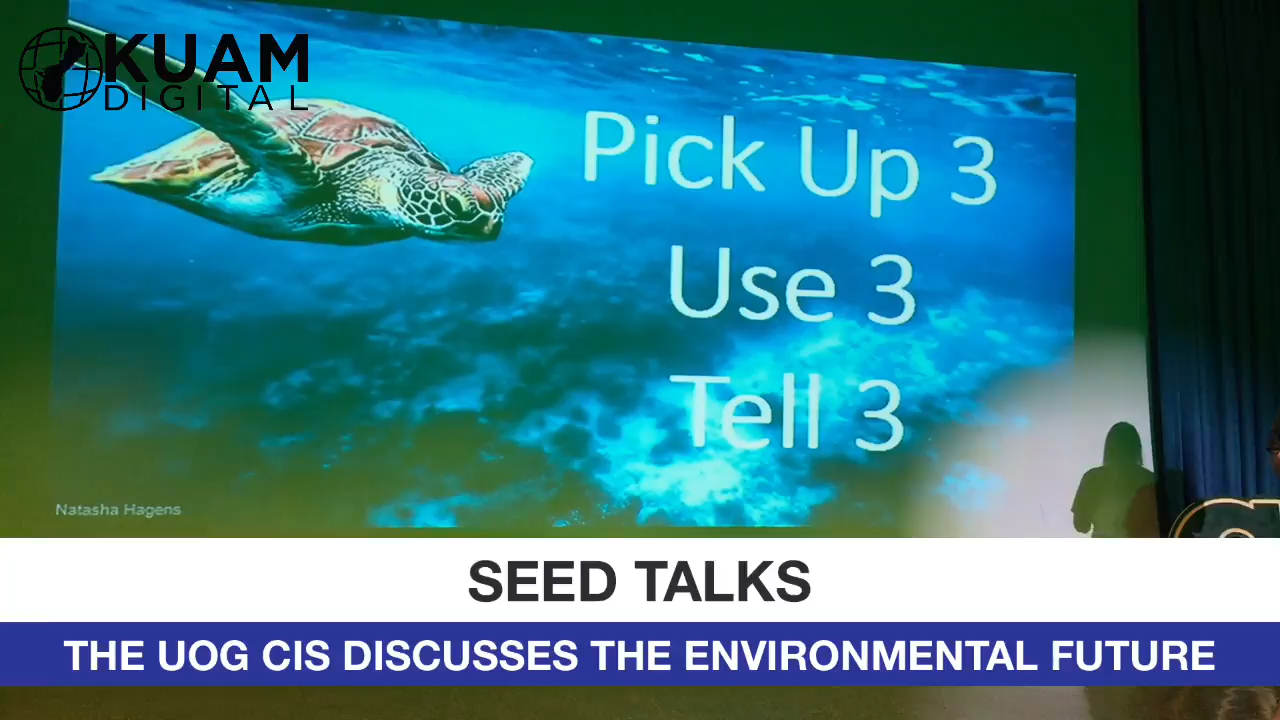 KUAM
DIGITAL
Pick Up 3
Use 3
Tell 3
Natasha Hagens
SEED TALKS
THE UOG CIS DISCUSSES THE ENVIRONMENTAL FUTURE